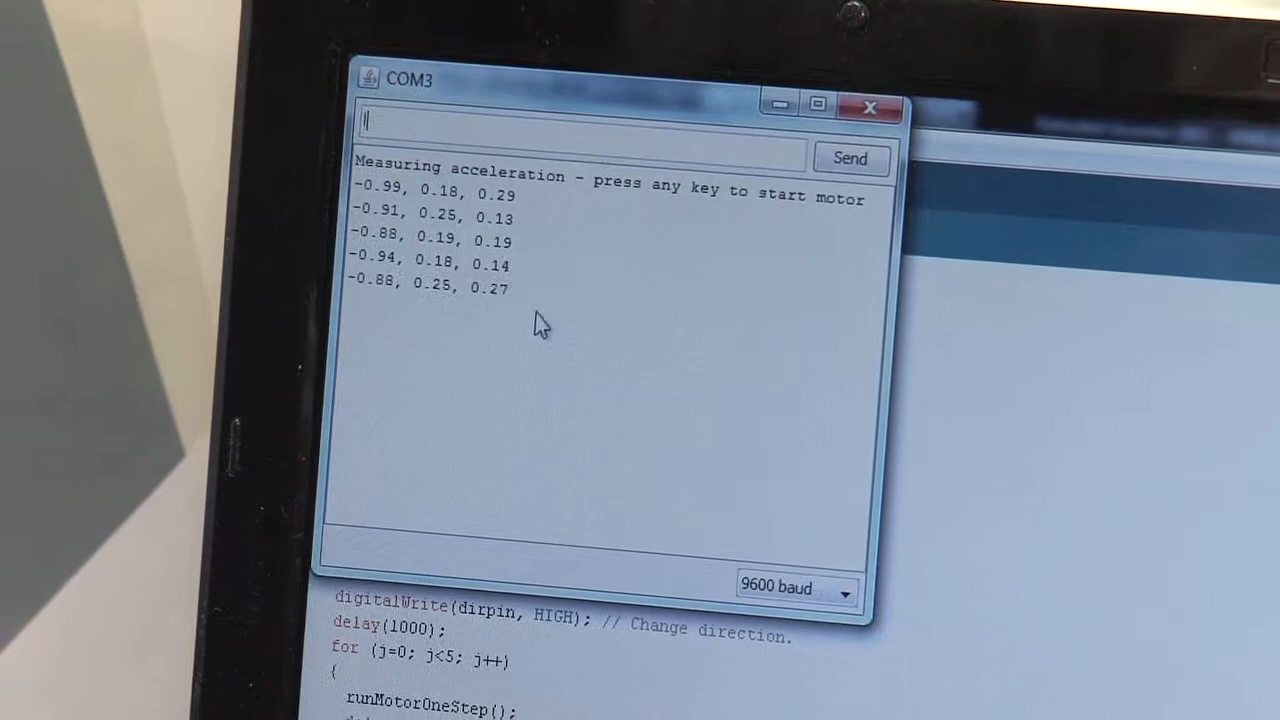 COM3
Send
Measuring acceleration - press any key to start motor
-0.99, 0.18, 0.29
-0.91, 0.25, 0.13
-0.88, 0.19, 0.19
-0.94, 0.18, 0.14
-0.88, 0.25, 0.27
9600 baud
digitalWrite(dirpin, HIGH); // Change direction.
delay(1000);
for (j=0; j<5; j++)
{
runMotorOneStep();